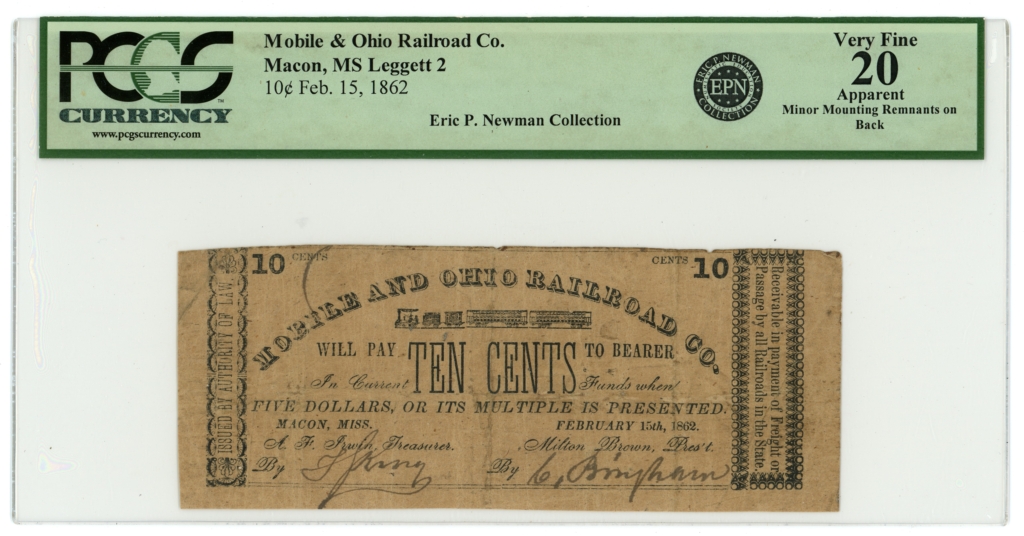 PCGS
CURRENCY
www.pcgscurrency.com
Mobile & Ohio Railroad Co.
Macon, MS Leggett 2
10¢ Feb. 15, 1862
Eric P. Newman Collection
ERIC P. NEWMAN
EPN
COLLECTION
Very Fine
20
Apparent
Minor Mounting Remnants on
Back
ISSUED BY AUTHORITY OF LAW.
10 CENTS
CENTS 10
MOBILE AND OHIO RAILROAD CO.
WILL PAY TEN CENTS TO BEARER
In Current Funds when
FIVE DOLLARS, OR ITS MULTIPLE IS PRESENTED.
MACON, MISS. FEBRUARY 15th, 1862.
A. F. Irwin, Treasurer. Milton Brown, Pres't.
By By C. Bingham
Receivable in payment of Freight or
Passage by all Railroads in the State.